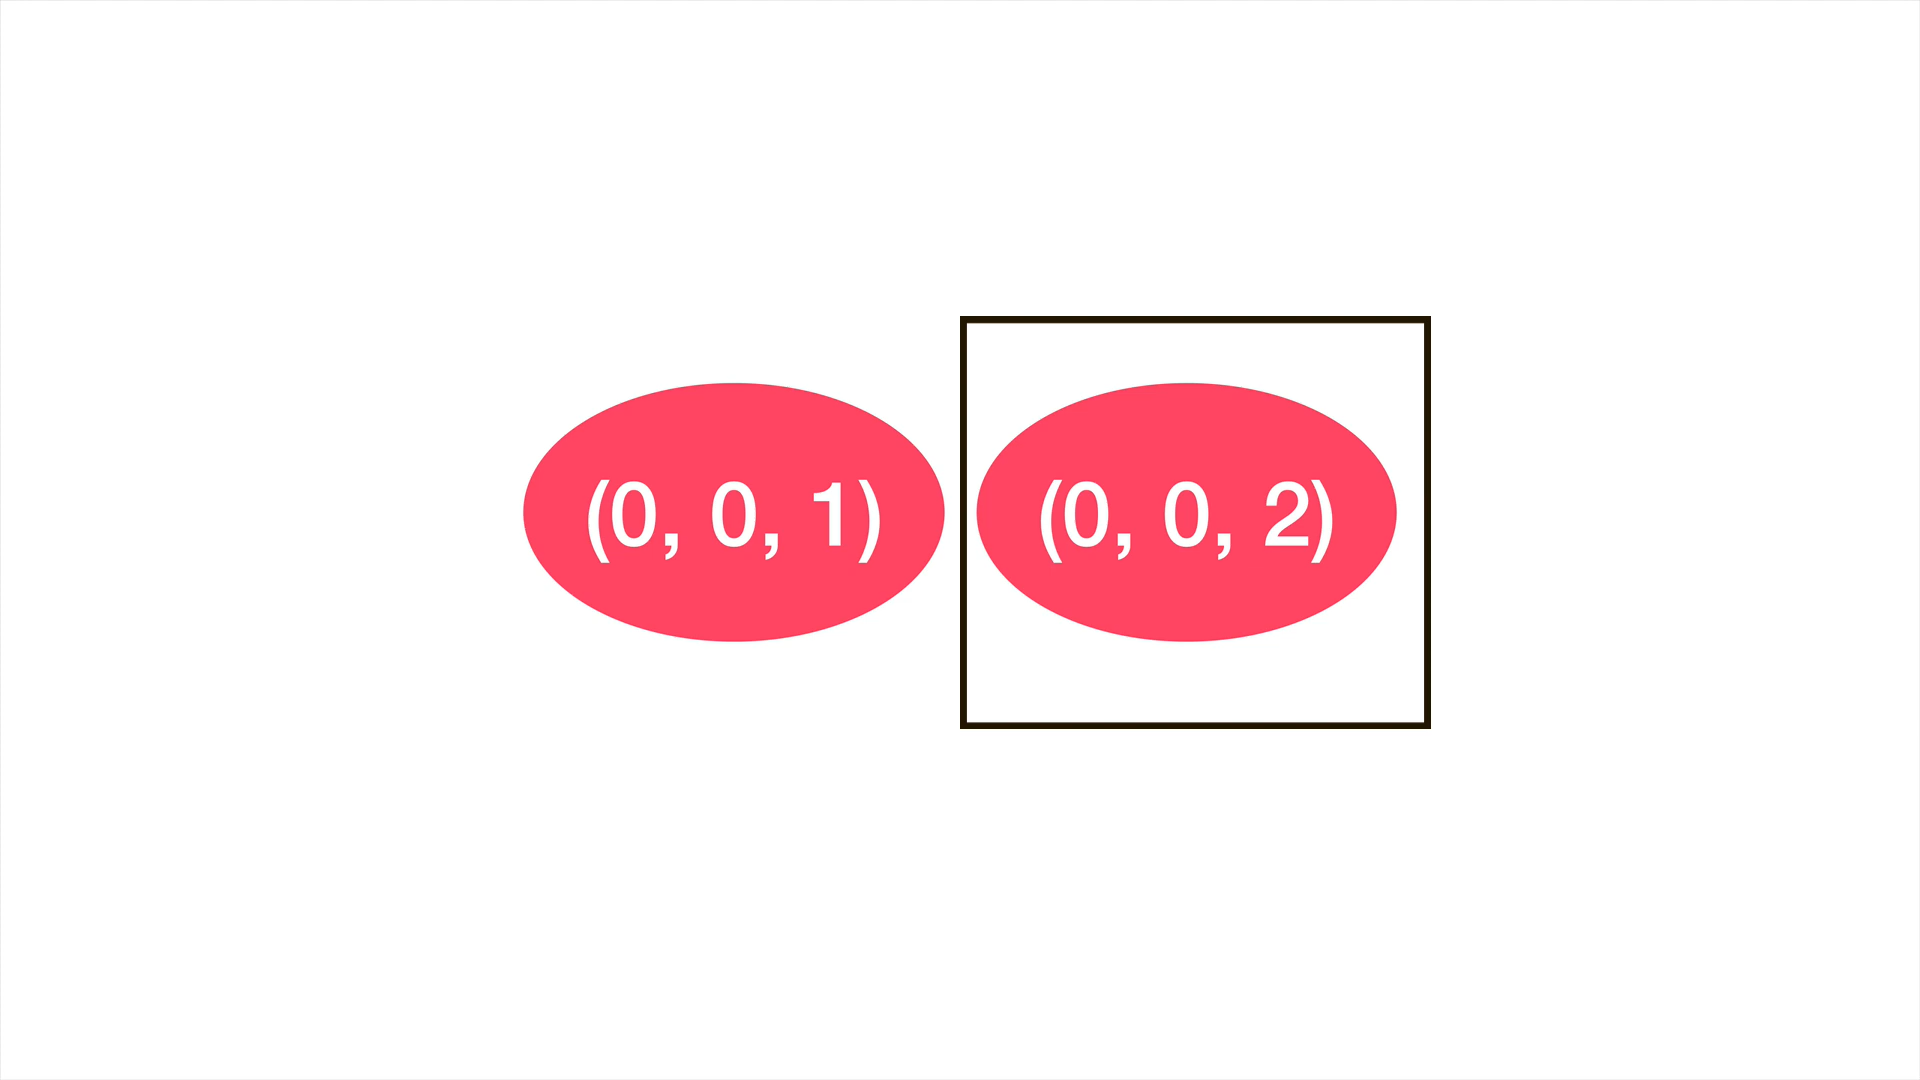 (0, 0, 1) (0, 0, 2)